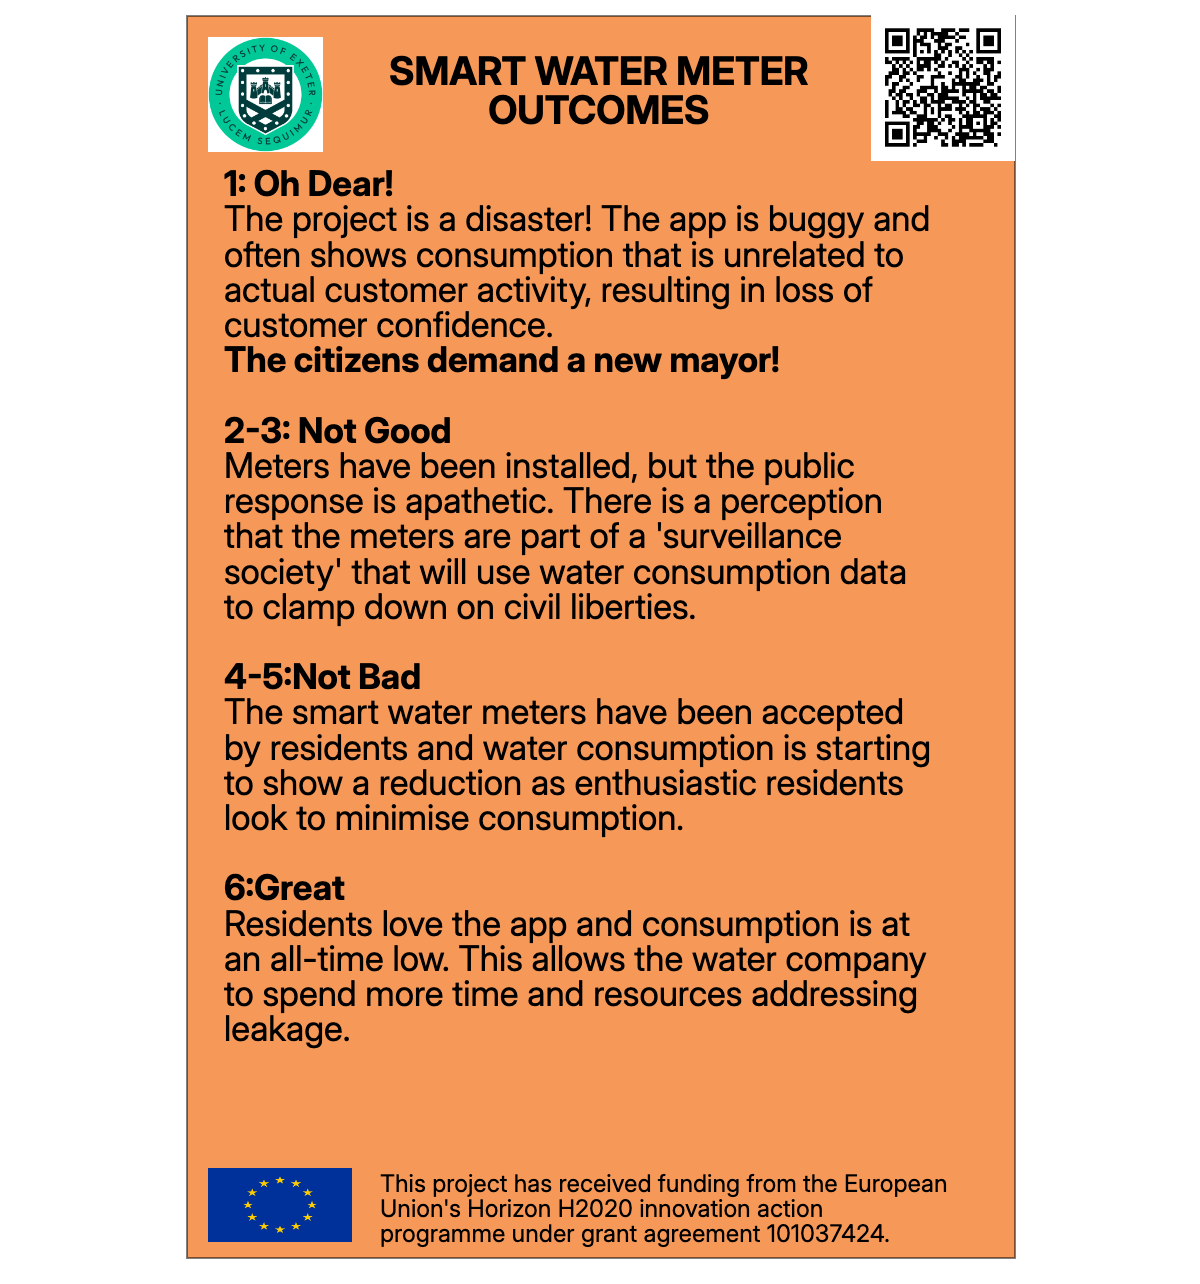 UNIVERSITY OF EXETER
LUCEM SEQUIMUR
SMART WATER METER
OUTCOMES
1: Oh Dear!
The project is a disaster! The app is buggy and
often shows consumption that is unrelated to
actual customer activity, resulting in loss of
customer confidence.
The citizens demand a new mayor!
2-3: Not Good
Meters have been installed, but the public
response is apathetic. There is a perception
that the meters are part of a 'surveillance
society' that will use water consumption data
to clamp down on civil liberties.
4-5:Not Bad
The smart water meters have been accepted
by residents and water consumption is starting
to show a reduction as enthusiastic residents
look to minimise consumption.
6:Great
Residents love the app and consumption is at
an all-time low. This allows the water company
to spend more time and resources addressing
leakage.
This project has received funding from the European
Union's Horizon H2020 innovation action
programme under grant agreement 101037424.